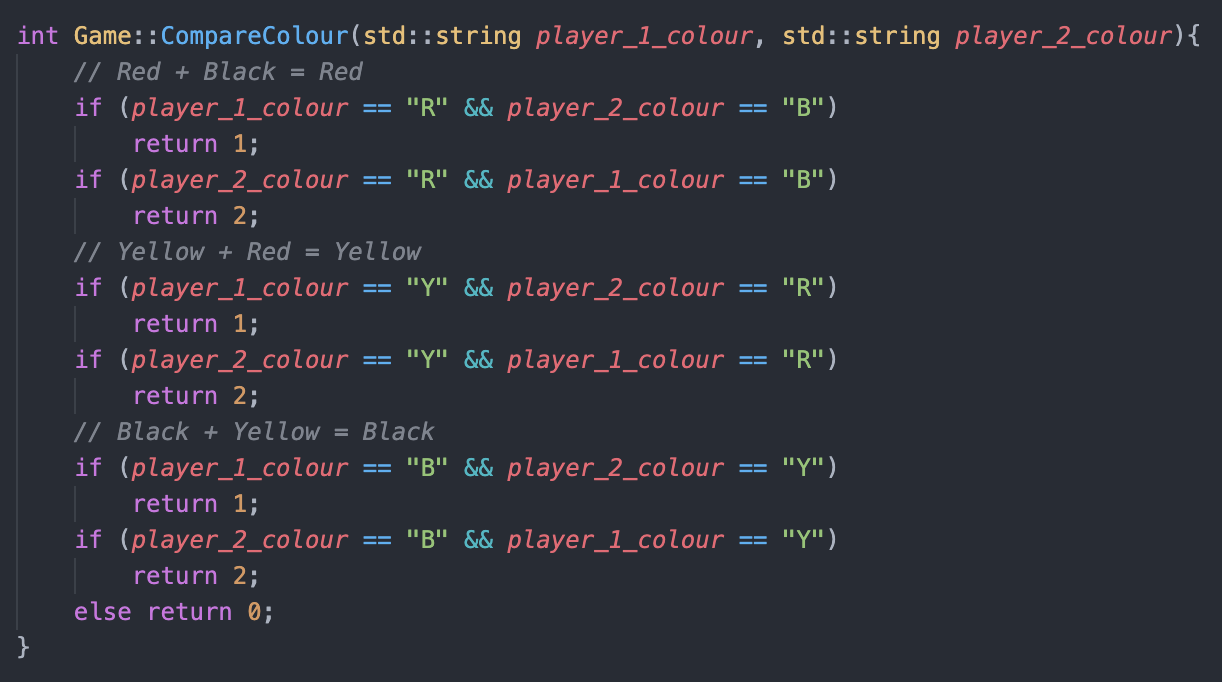 int Game::CompareColour(std::string player_1_colour, std::string player_2_colour){
    // Red + Black = Red
    if (player_1_colour == "R" && player_2_colour == "B")
        return 1;
    if (player_2_colour == "R" && player_1_colour == "B")
        return 2;
    // Yellow + Red = Yellow
    if (player_1_colour == "Y" && player_2_colour == "R")
        return 1;
    if (player_2_colour == "Y" && player_1_colour == "R")
        return 2;
    // Black + Yellow = Black
    if (player_1_colour == "B" && player_2_colour == "Y")
        return 1;
    if (player_2_colour == "B" && player_1_colour == "Y")
        return 2;
    else return 0;
}